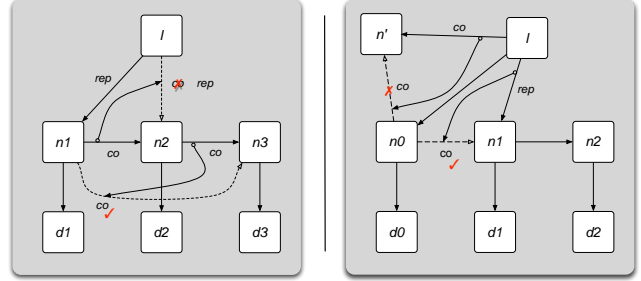 l
rep
co rep
n1
n2
n3
co
co
co
✓
d1
d2
d3
n'
co
l
✗ co
rep
n0
n1
n2
co
✓
d0
d1
d2